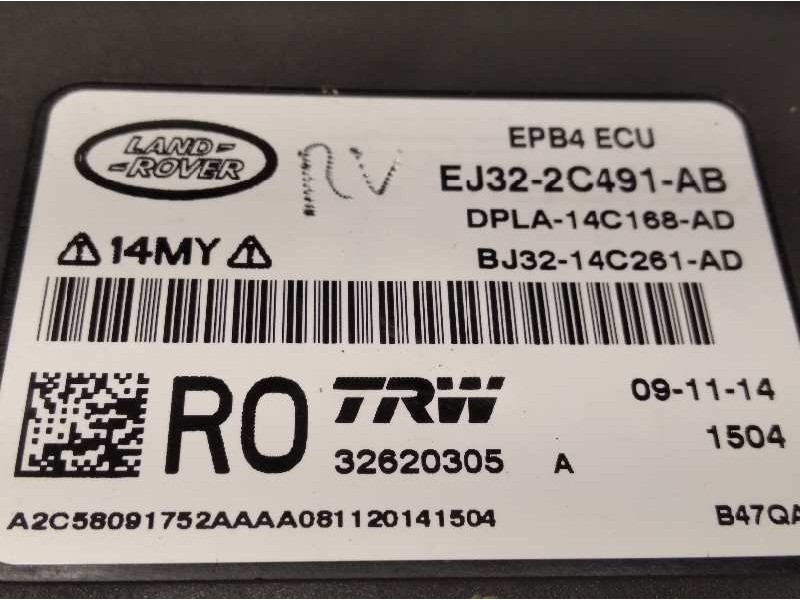 LAND-
-ROVER
RV
EPB4 ECU
EJ32-2C491-AB
DPLA-14C168-AD
BJ32-14C261-AD
14MY
RO
TRW
32620305 A
09-11-14
1504
A2C58091752AAAA081120141504
B47QA